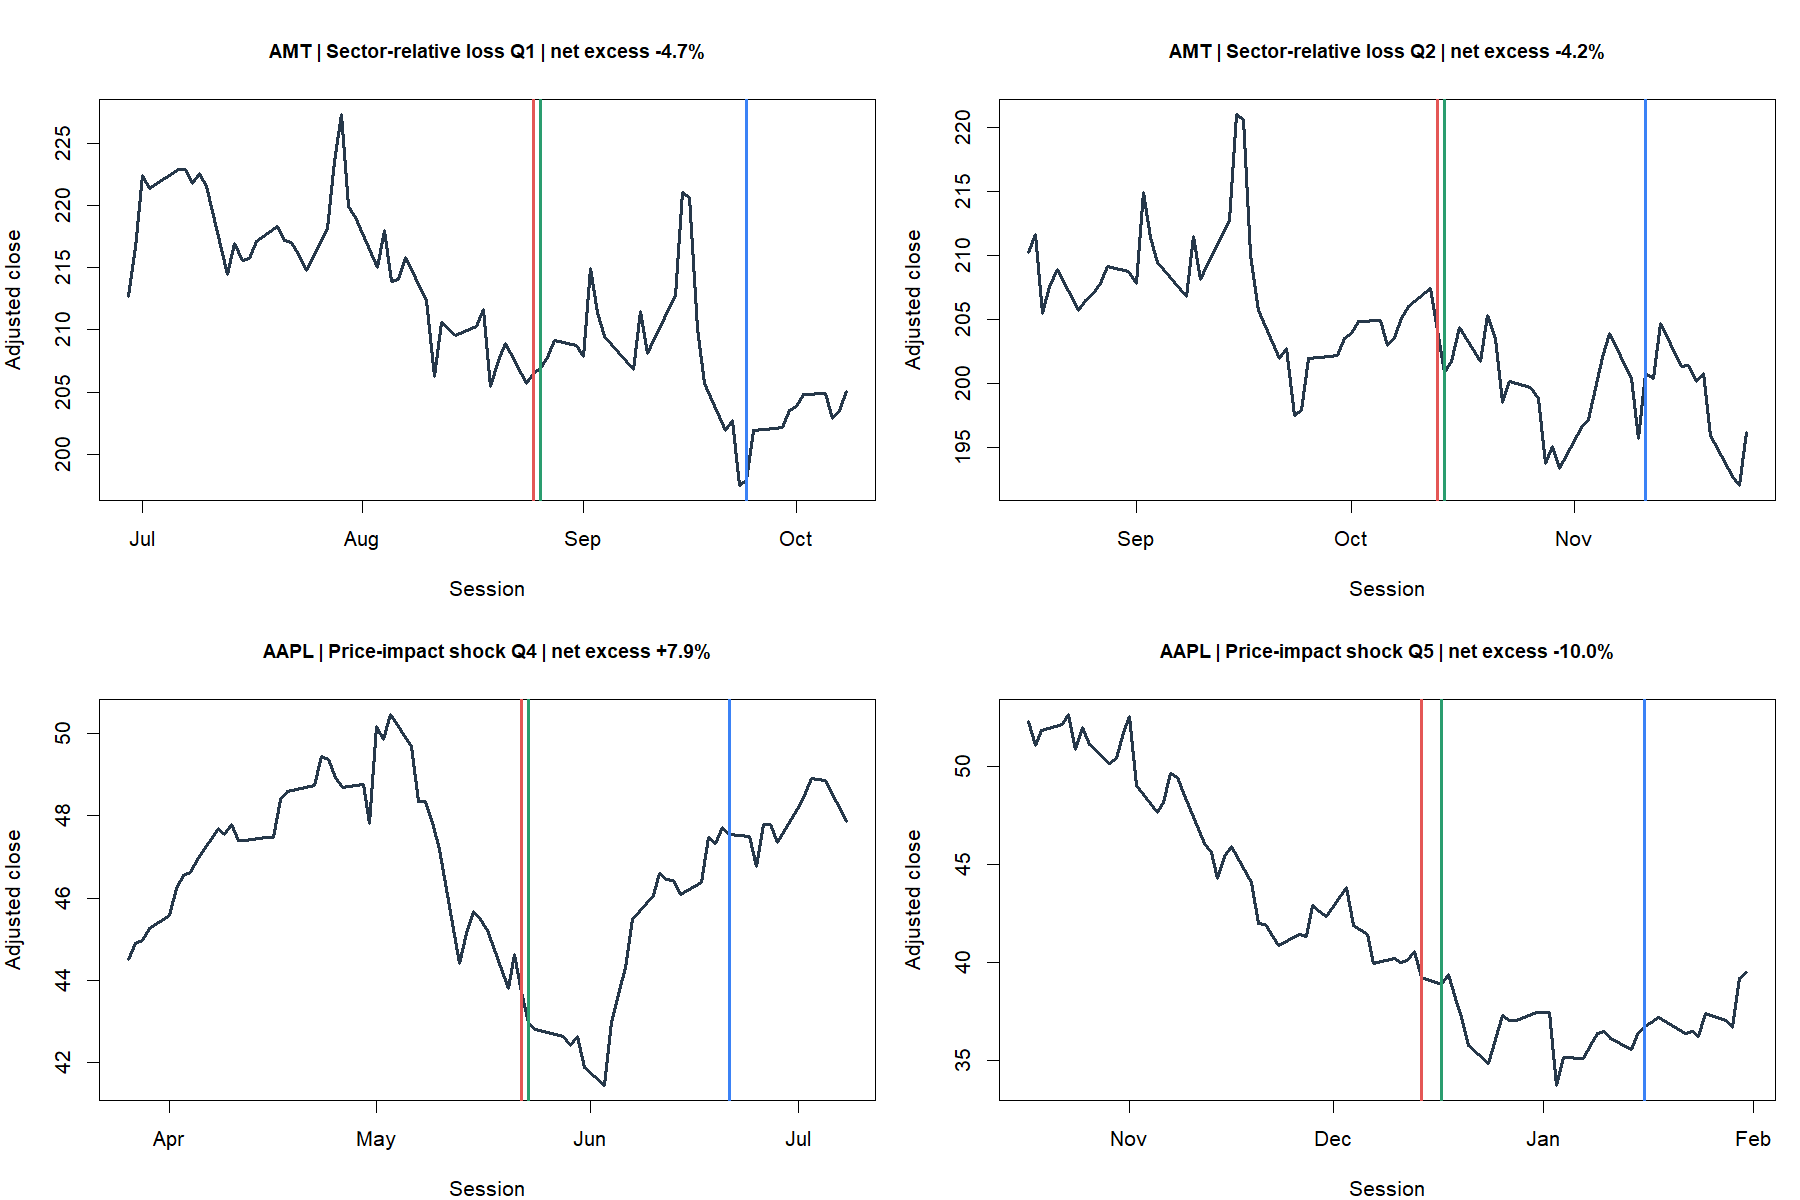 AMT | Sector-relative loss Q1 | net excess -4.7%
Adjusted close
225
220
215
210
205
200
Jul
Aug
Sep
Oct
Session
AMT | Sector-relative loss Q2 | net excess -4.2%
Adjusted close
220
215
210
205
200
195
Sep
Oct
Nov
Session
AAPL | Price-impact shock Q4 | net excess +7.9%
Adjusted close
50
48
46
44
42
Apr
May
Jun
Jul
Session
AAPL | Price-impact shock Q5 | net excess -10.0%
Adjusted close
50
45
40
35
Nov
Dec
Jan
Feb
Session